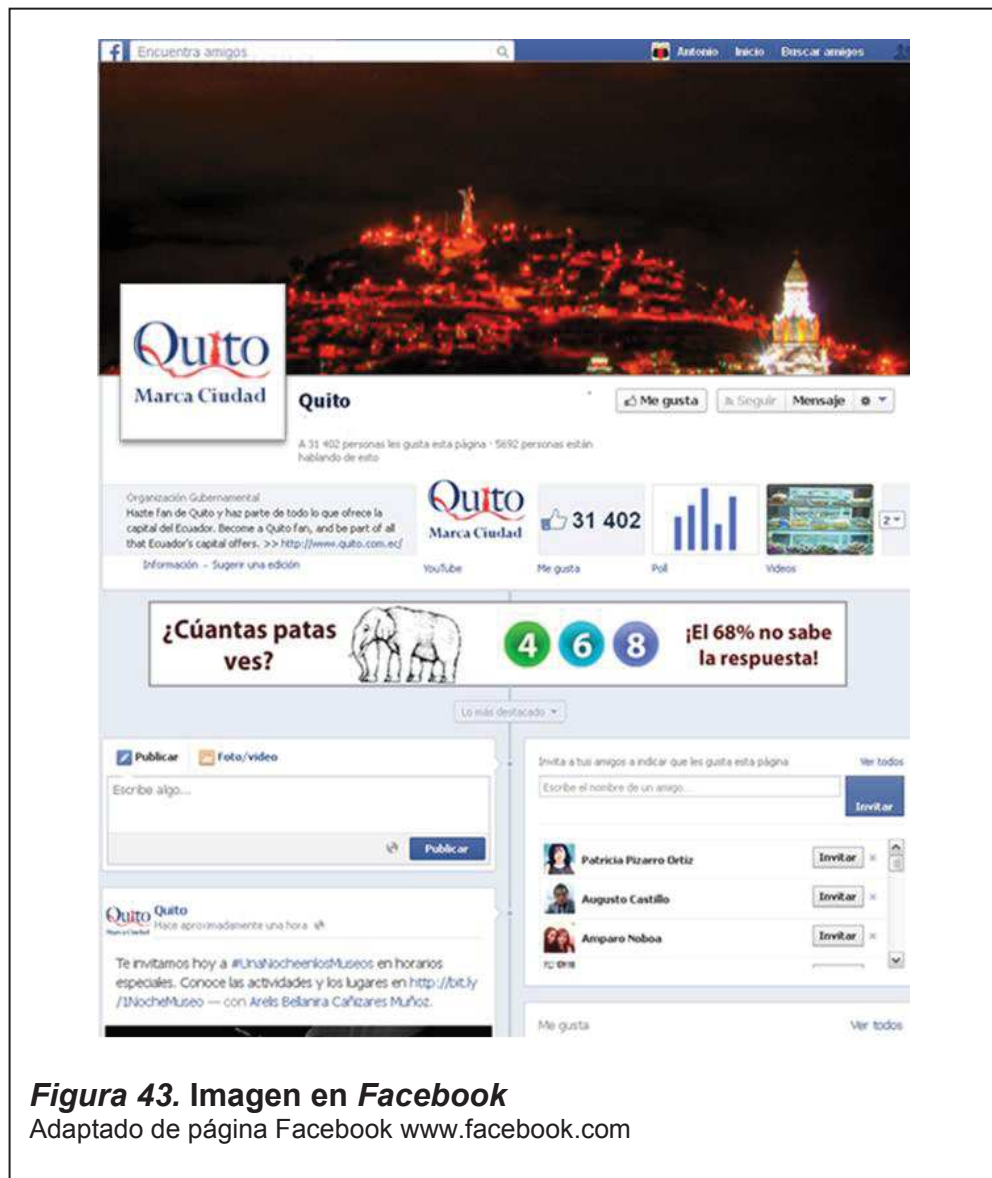 Encuentra amigos
Antonio Inicio Buscar amigos
Quito
Marca Ciudad
Quito
Me gusta
Seguir
Mensaje
A 31 402 personas les gusta esta página · 5692 personas están
hablando de esto
Organización Gubernamental
Hazte fan de Quito y haz parte de todo lo que ofrece la
capital del Ecuador. Become a Quito fan, and be part of all
that Ecuador's capital offers. >> http://www.quito.com.ec/
Información – Sugerir una edición
Quito
Marca Ciudad
YouTube
31 402
Me gusta
Poll
Videos
2
¿Cúantas patas
ves?
4 6 8
¡El 68% no sabe
la respuesta!
Lo más destacado
Publicar Foto/video
Escribe algo...
Publicar
Invita a tus amigos a indicar que les gusta esta página Ver todos
Escribe el nombre de un amigo...
Invitar
Patricia Pizarro Ortiz Invitar ×
Augusto Castillo Invitar ×
Amparo Noboa Invitar ×
Quito
Marca Ciudad
Quito
Hace aproximadamente una hora
Te invitamos hoy a #UnaNocheenlosMuseos en horarios
especiales. Conoce las actividades y los lugares en http://bit.ly
/1NocheMuseo — con Arelis Bellanira Cañizares Muñoz.
Me gusta Ver todos
Figura 43. Imagen en Facebook
Adaptado de página Facebook www.facebook.com